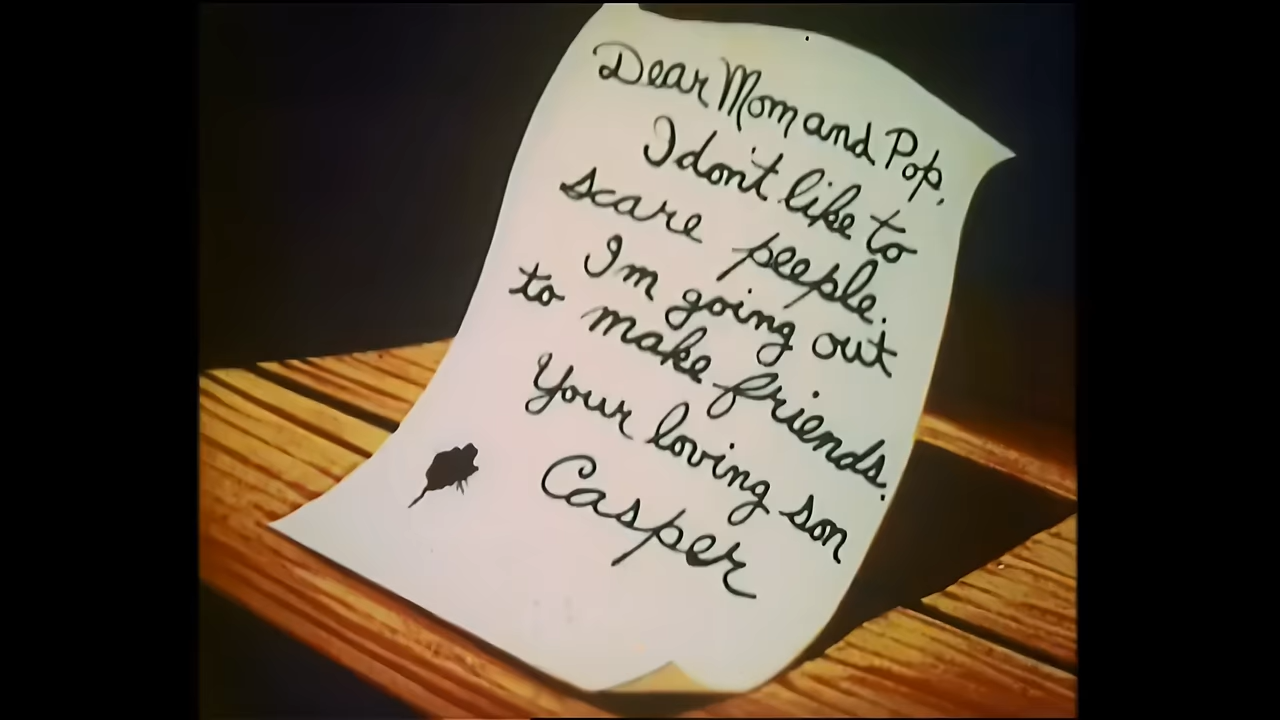 Dear Mom and Pop,
I don't like to
scare peeple.
I'm going out
to make friends.
Your loving son
Casper